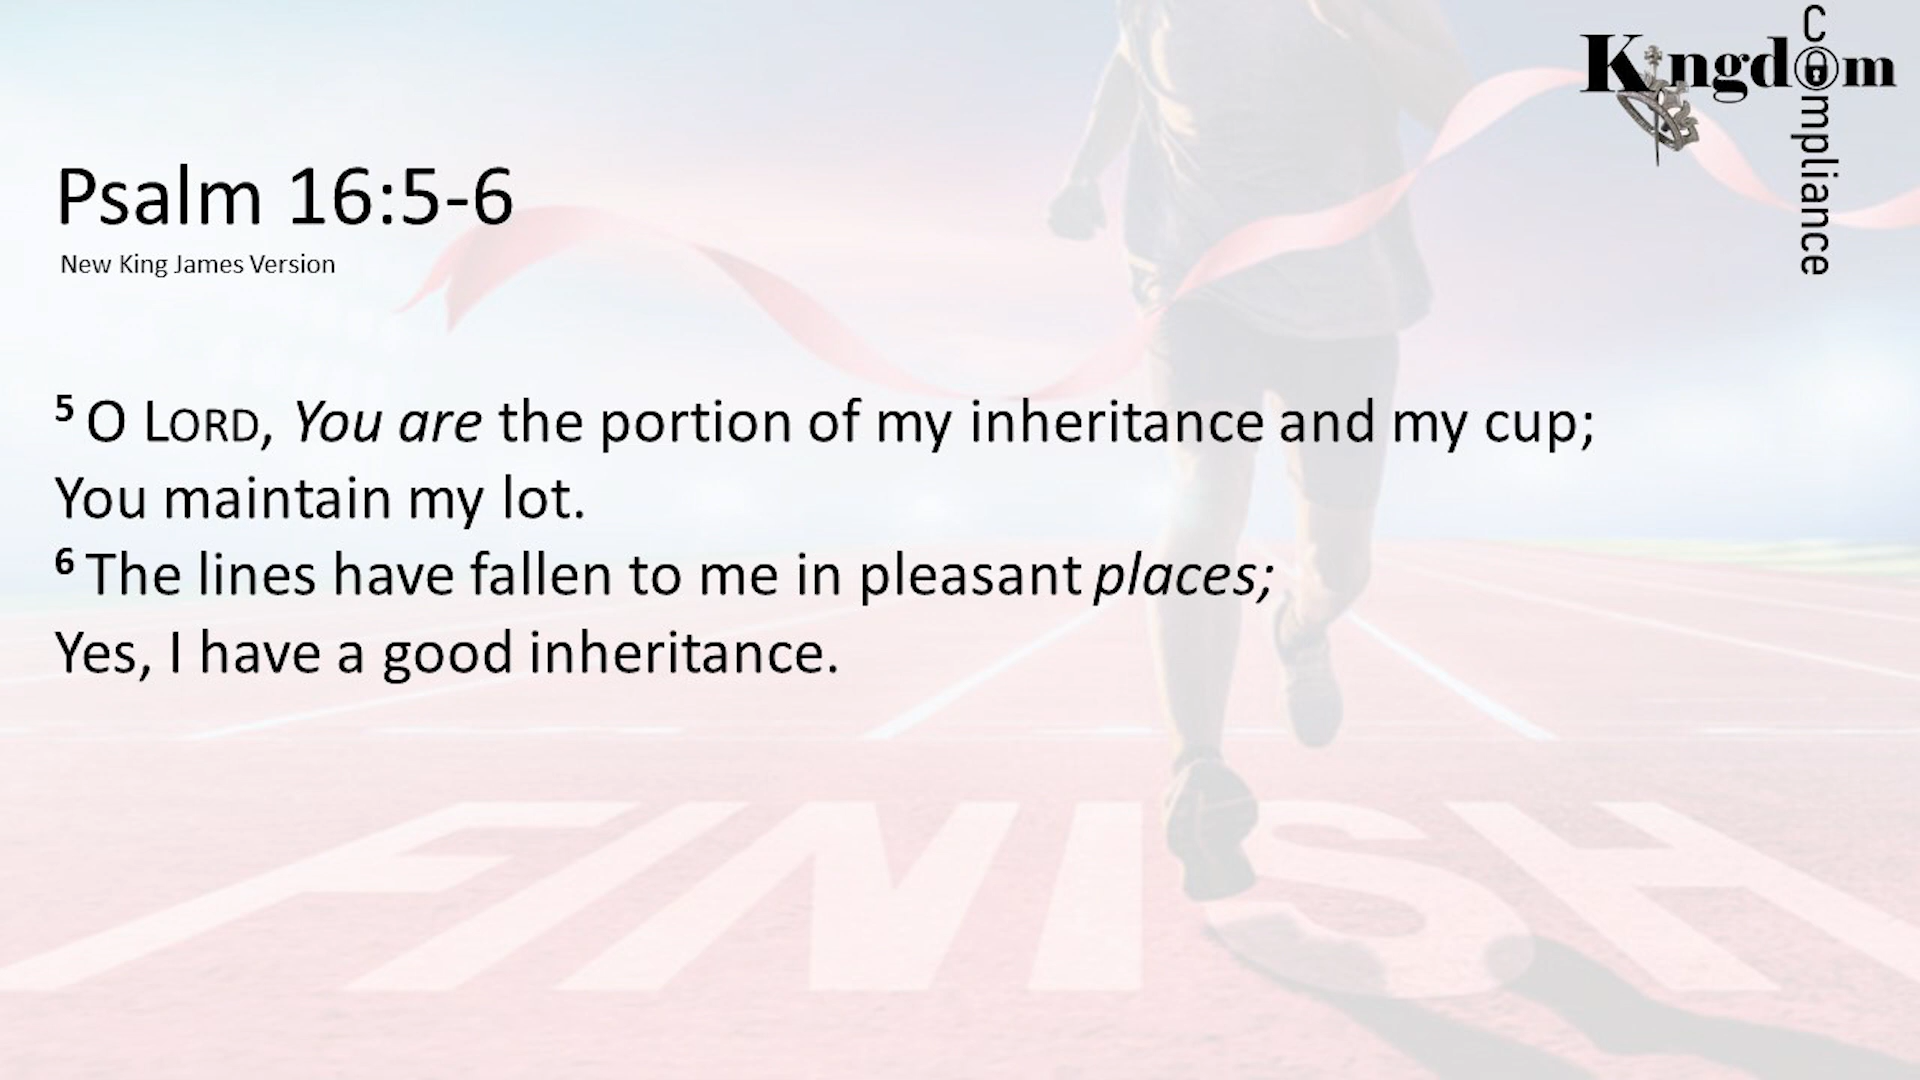 Kingdom
Compliance
Psalm 16:5-6
New King James Version
5 O LORD, You are the portion of my inheritance and my cup;
You maintain my lot.
6 The lines have fallen to me in pleasant places;
Yes, I have a good inheritance.
FINISH